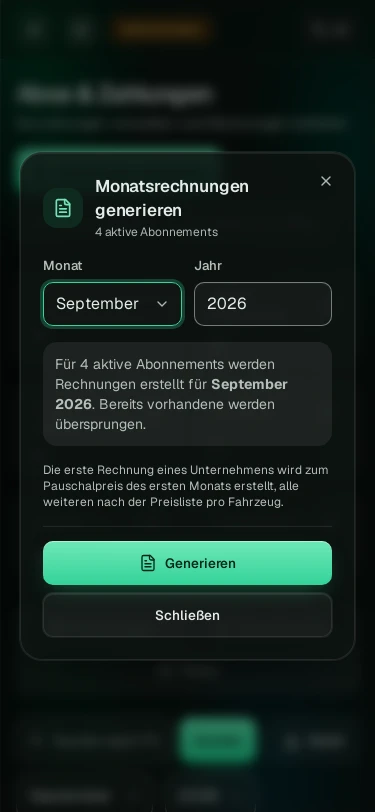 Abos & Zahlungen
Monatsrechnungen
generieren
4 aktive Abonnements
Monat
Jahr
September
2026
Für 4 aktive Abonnements werden
Rechnungen erstellt für September
2026. Bereits vorhandene werden
übersprungen.
Die erste Rechnung eines Unternehmens wird zum
Pauschalpreis des ersten Monats erstellt, alle
weiteren nach der Preisliste pro Fahrzeug.
Generieren
Schließen